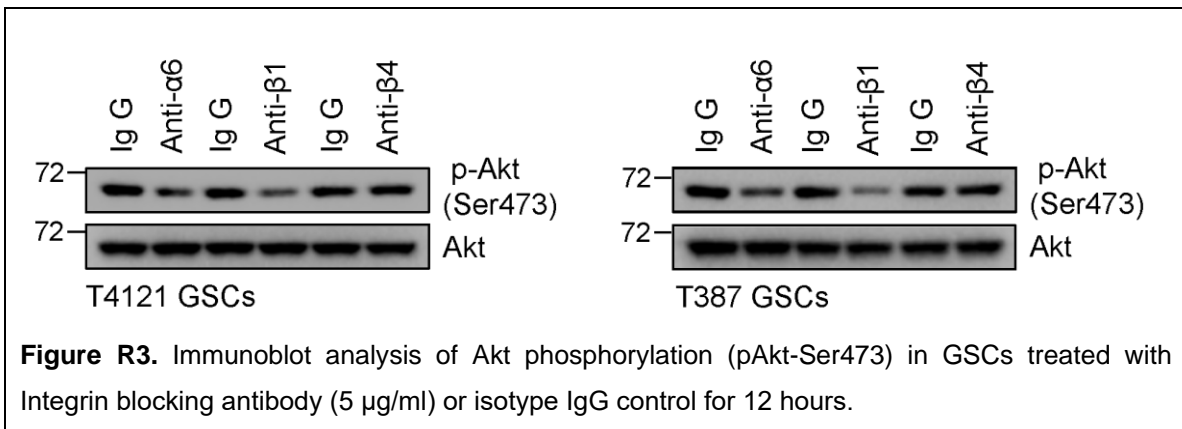 Ig G Anti-α6 Ig G Anti-β1 Ig G Anti-β4
72 p-Akt
(Ser473)
72 Akt
T4121 GSCs
Ig G Anti-α6 Ig G Anti-β1 Ig G Anti-β4
72 p-Akt
(Ser473)
72 Akt
T387 GSCs
Figure R3. Immunoblot analysis of Akt phosphorylation (pAkt-Ser473) in GSCs treated with
Integrin blocking antibody (5 µg/ml) or isotype IgG control for 12 hours.